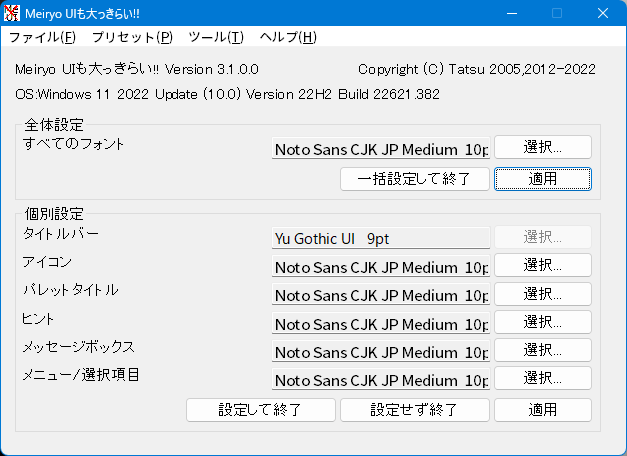 Meiryo UIも大っきらい!!
ファイル(F) プリセット(P) ツール(T) ヘルプ(H)
Meiryo UIも大っきらい!! Version 3.1.0.0 Copyright (C) Tatsu 2005,2012-2022
OS:Windows 11 2022 Update (10.0) Version 22H2 Build 22621.382
全体設定
すべてのフォント Noto Sans CJK JP Medium 10p 選択...
一括設定して終了 適用
個別設定
タイトルバー Yu Gothic UI 9pt 選択...
アイコン Noto Sans CJK JP Medium 10p 選択...
パレットタイトル Noto Sans CJK JP Medium 10p 選択...
ヒント Noto Sans CJK JP Medium 10p 選択...
メッセージボックス Noto Sans CJK JP Medium 10p 選択...
メニュー/選択項目 Noto Sans CJK JP Medium 10p 選択...
設定して終了 設定せず終了 適用